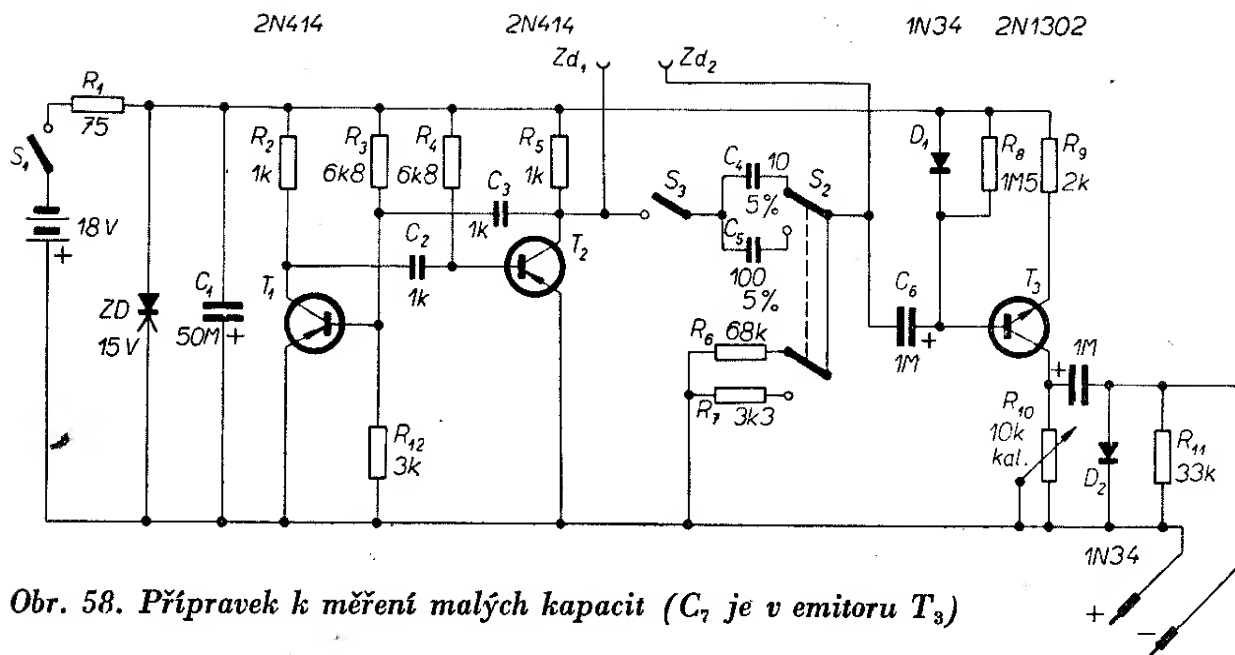 2N414
2N414
1N34
2N1302
Zd₁
Zd₂
R₁
75
S₁
18V
+
ZD
15V
C₁
50M +
R₂
1k
R₃
6k8
R₄
6k8
R₅
1k
C₃
1k
C₂
1k
T₁
T₂
R₁₂
3k
S₃
C₄
10
5%
S₂
C₅
100
5%
R₆
68k
R₇
3k3
D₁
R₈
1M5
R₉
2k
C₆
1M
+
T₃
+
1M
R₁₀
10k
kal.
D₂
R₁₁
33k
1N34
+
−
Obr. 58. Přípravek k měření malých kapacit (C₇ je v emitoru T₃)